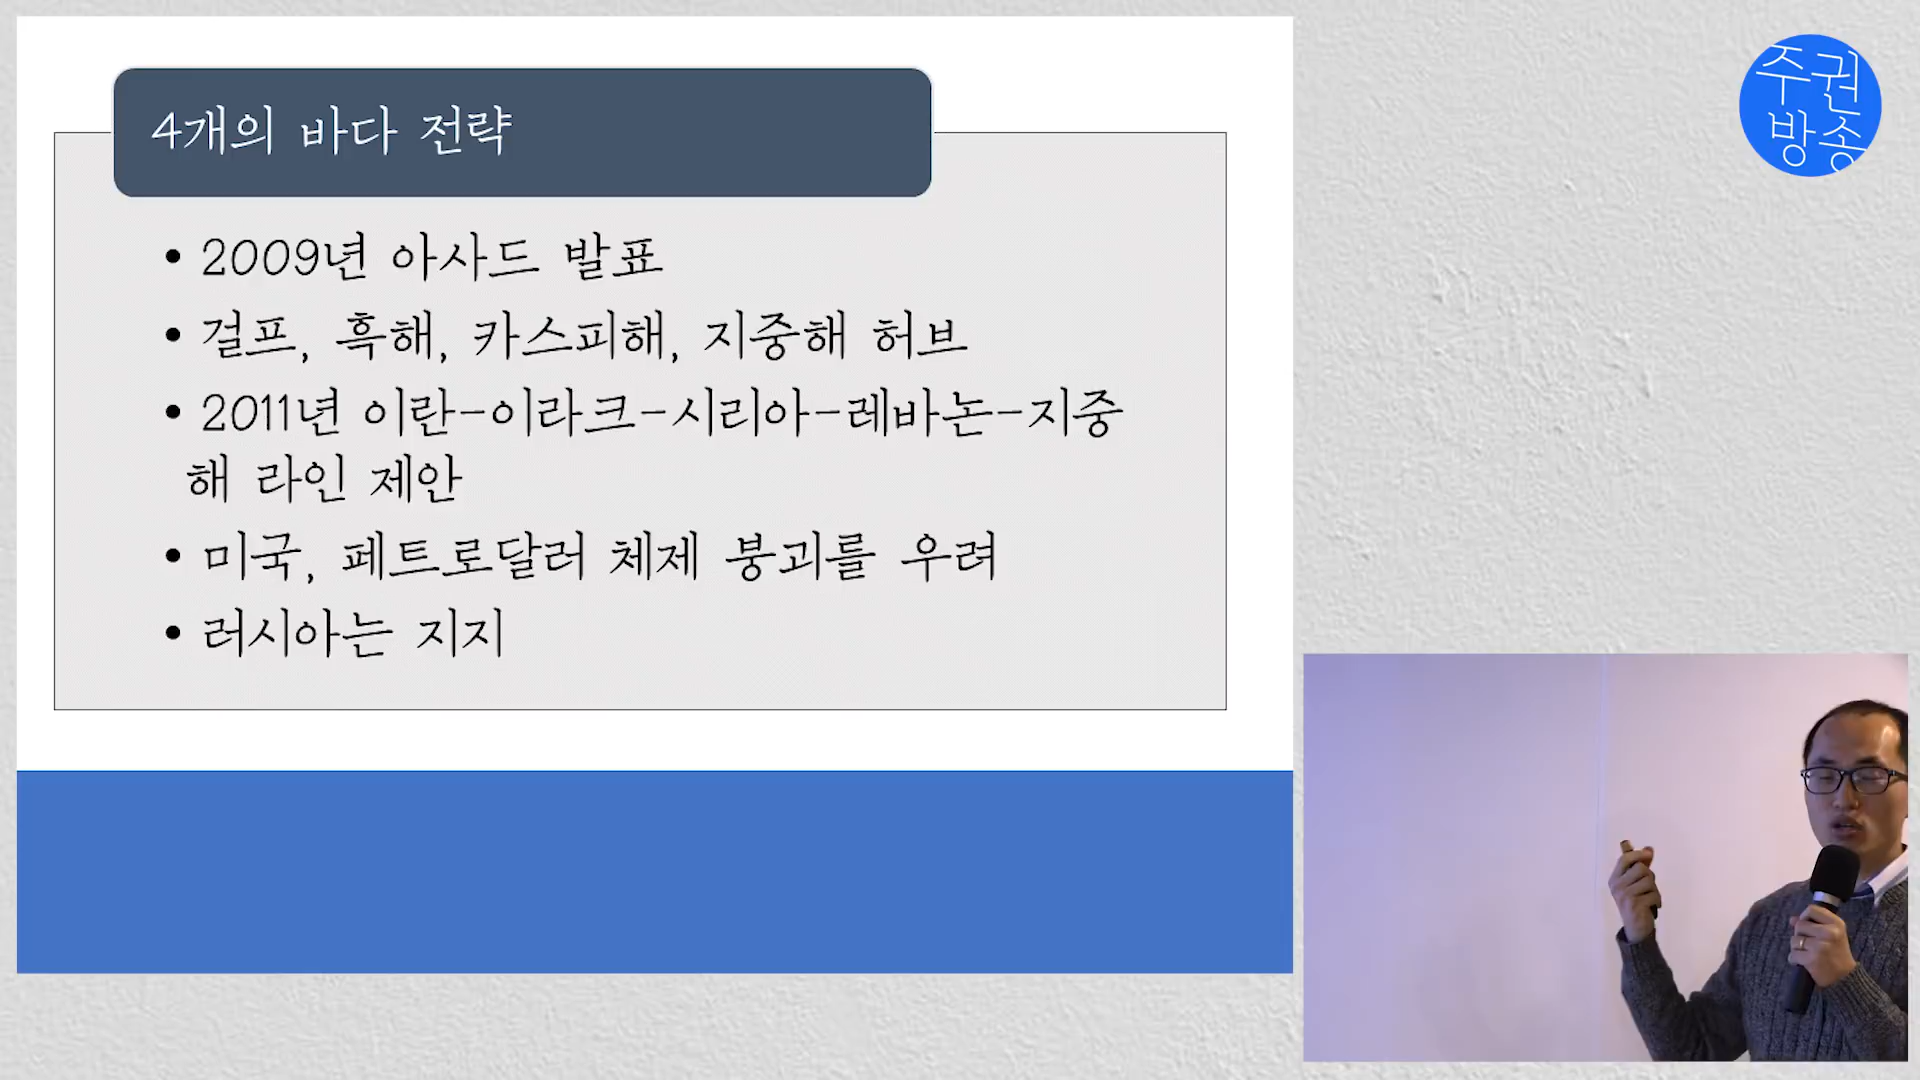 4개의 바다 전략
• 2009년 아사드 발표
• 걸프, 흑해, 카스피해, 지중해 허브
• 2011년 이란-이라크-시리아-레바논-지중
해 라인 제안
• 미국, 페트로달러 체제 붕괴를 우려
• 러시아는 지지
주권
방송